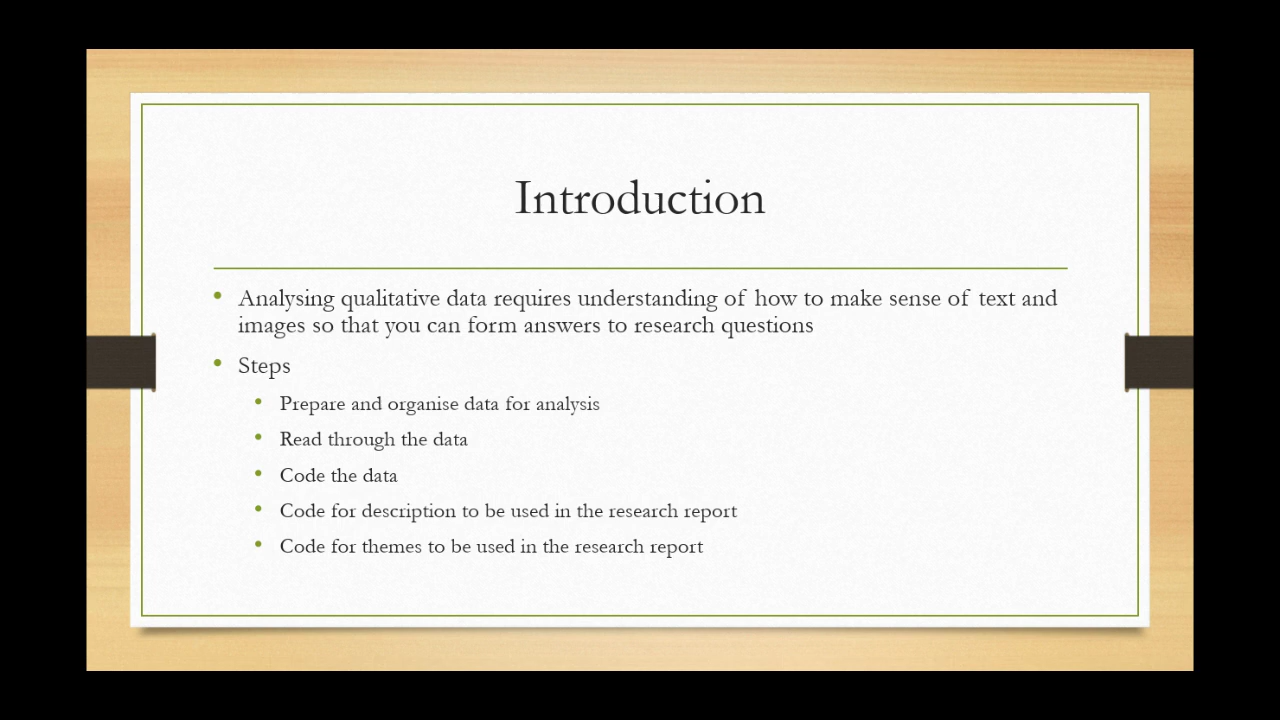 Introduction
• Analysing qualitative data requires understanding of how to make sense of text and
images so that you can form answers to research questions
• Steps
• Prepare and organise data for analysis
• Read through the data
• Code the data
• Code for description to be used in the research report
• Code for themes to be used in the research report